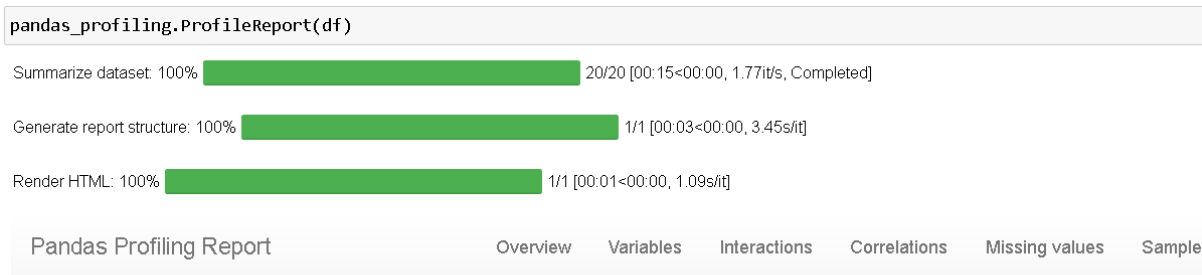 pandas_profiling.ProfileReport(df)
Summarize dataset: 100% 20/20 [00:15<00:00, 1.77it/s, Completed]
Generate report structure: 100% 1/1 [00:03<00:00, 3.45s/it]
Render HTML: 100% 1/1 [00:01<00:00, 1.09s/it]
Pandas Profiling Report Overview Variables Interactions Correlations Missing values Sample